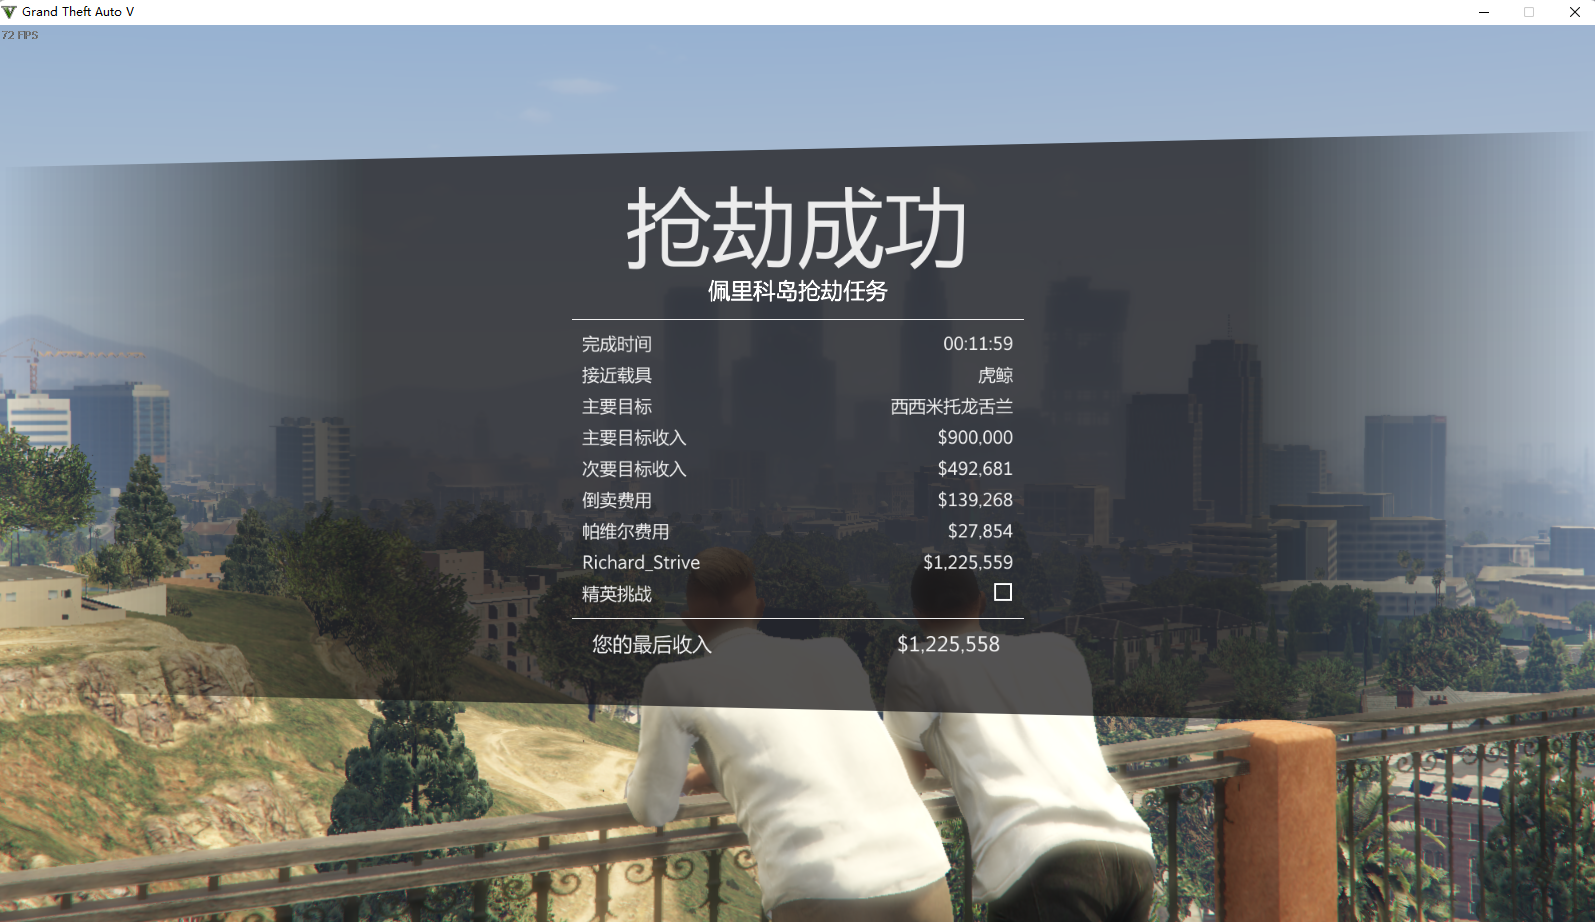 Grand Theft Auto V
72 FPS
抢劫成功
佩里科岛抢劫任务
完成时间 00:11:59
接近载具 虎鲸
主要目标 西西米托龙舌兰
主要目标收入 $900,000
次要目标收入 $492,681
倒卖费用 $139,268
帕维尔费用 $27,854
Richard_Strive $1,225,559
精英挑战
您的最后收入 $1,225,558